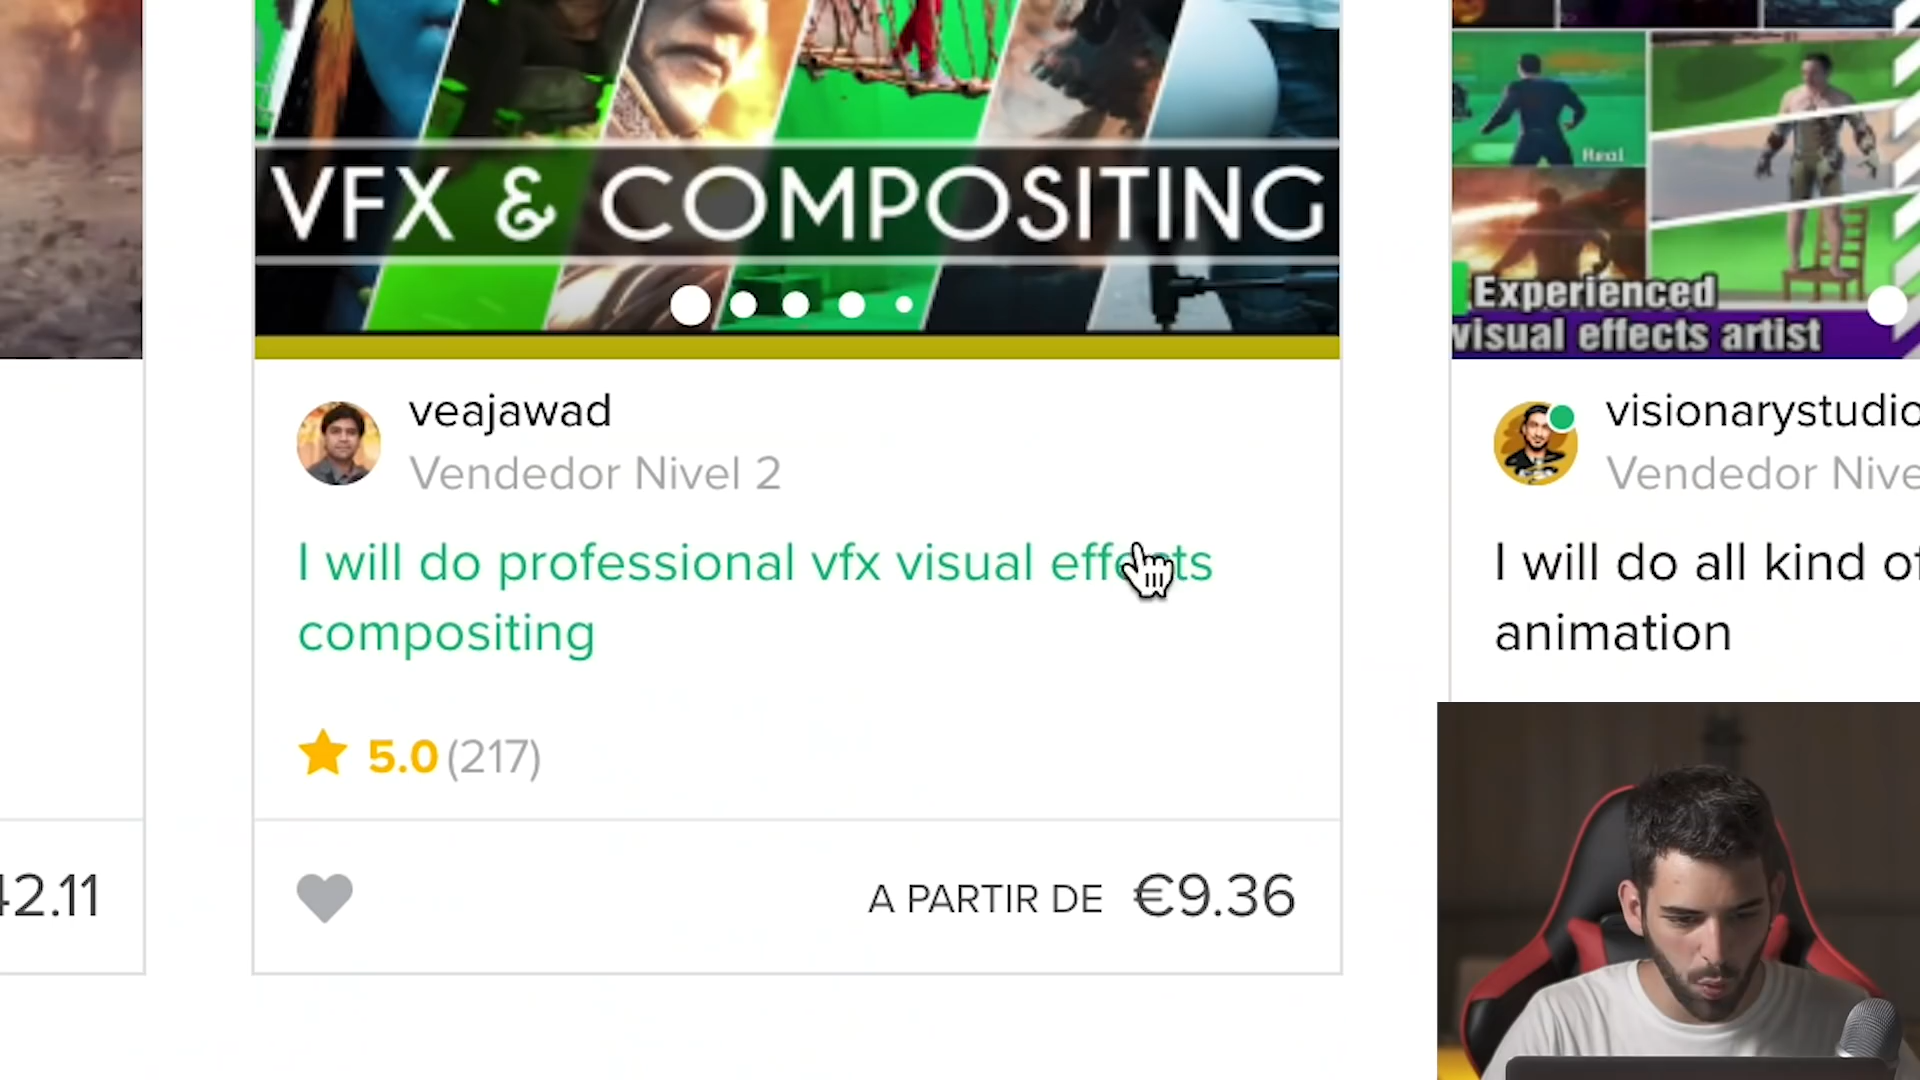 VFX & COMPOSITING
veajawad
Vendedor Nivel 2
I will do professional vfx visual effects
compositing
5.0 (217)
A PARTIR DE €9.36
42.11
Real
Experienced
visual effects artist
visionarystudio
Vendedor Nive
I will do all kind of
animation